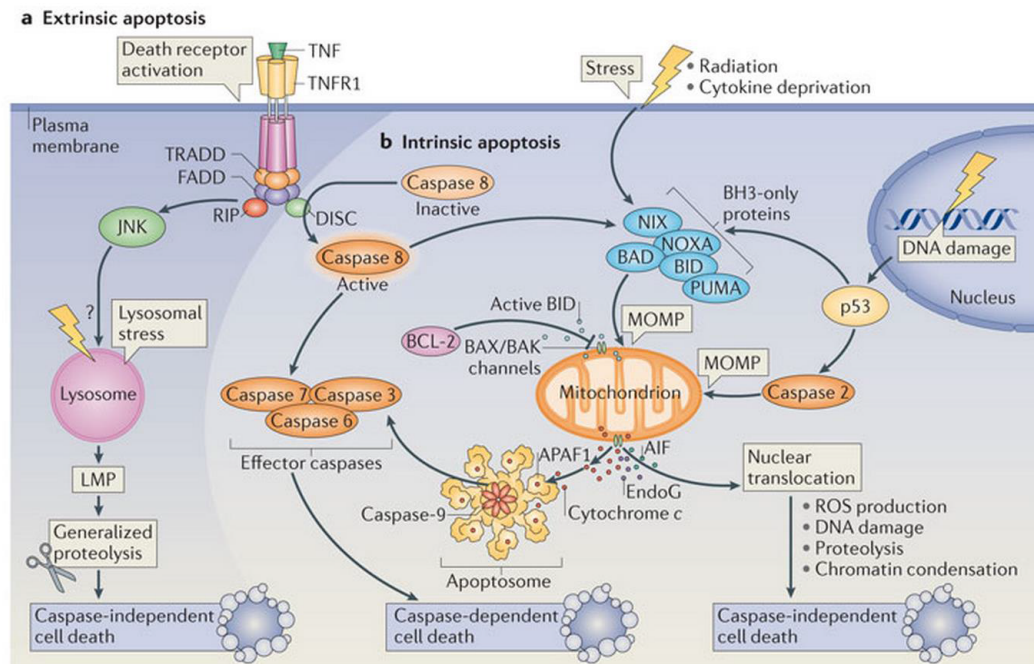 a Extrinsic apoptosis
Death receptor
activation
TNF
TNFR1
Stress
• Radiation
• Cytokine deprivation
Plasma
membrane
b Intrinsic apoptosis
TRADD
FADD
RIP
DISC
Caspase 8
Inactive
Caspase 8
Active
JNK
?
Lysosomal
stress
Lysosome
LMP
Generalized
proteolysis
Caspase-independent
cell death
NIX
NOXA
BAD
BID
PUMA
BH3-only
proteins
DNA damage
Nucleus
p53
Active BID
BCL-2
BAX/BAK
channels
MOMP
MOMP
Mitochondrion
Caspase 2
Caspase 7
Caspase 3
Caspase 6
Effector caspases
APAF1
AIF
EndoG
Cytochrome c
Caspase-9
Apoptosome
Nuclear
translocation
• ROS production
• DNA damage
• Proteolysis
• Chromatin condensation
Caspase-dependent
cell death
Caspase-independent
cell death